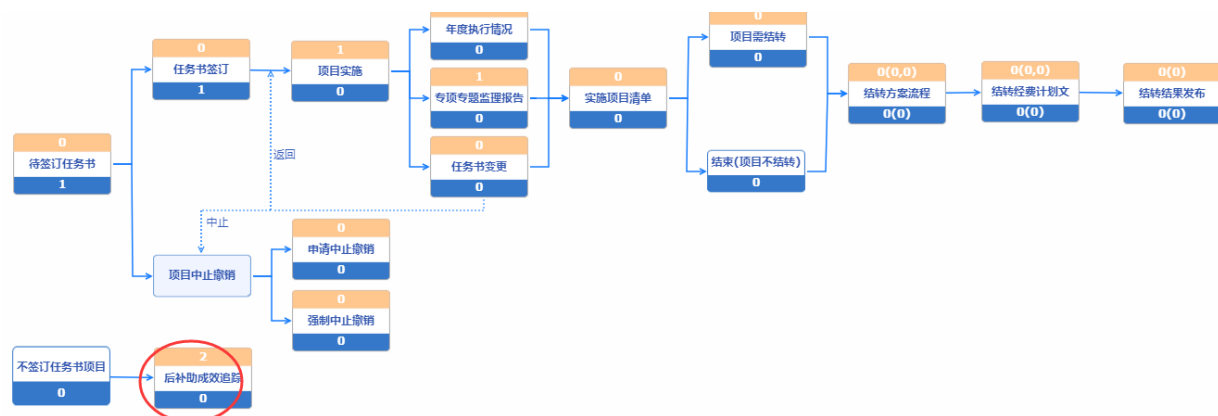 0
待签订任务书
1
0
任务书签订
1
1
项目实施
0
年度执行情况
0
1
专项专题监理报告
0
任务书变更
0
0
实施项目清单
0
0
项目需结转
0
结束(项目不结转)
0
0(0,0)
结转方案流程
0(0)
0(0,0)
结转经费计划文
0(0)
0(0)
结转结果发布
0(0)
返回
中止
项目中止撤销
0
申请中止撤销
0
0
强制中止撤销
0
不签订任务书项目
0
2
后补助成效追踪
0